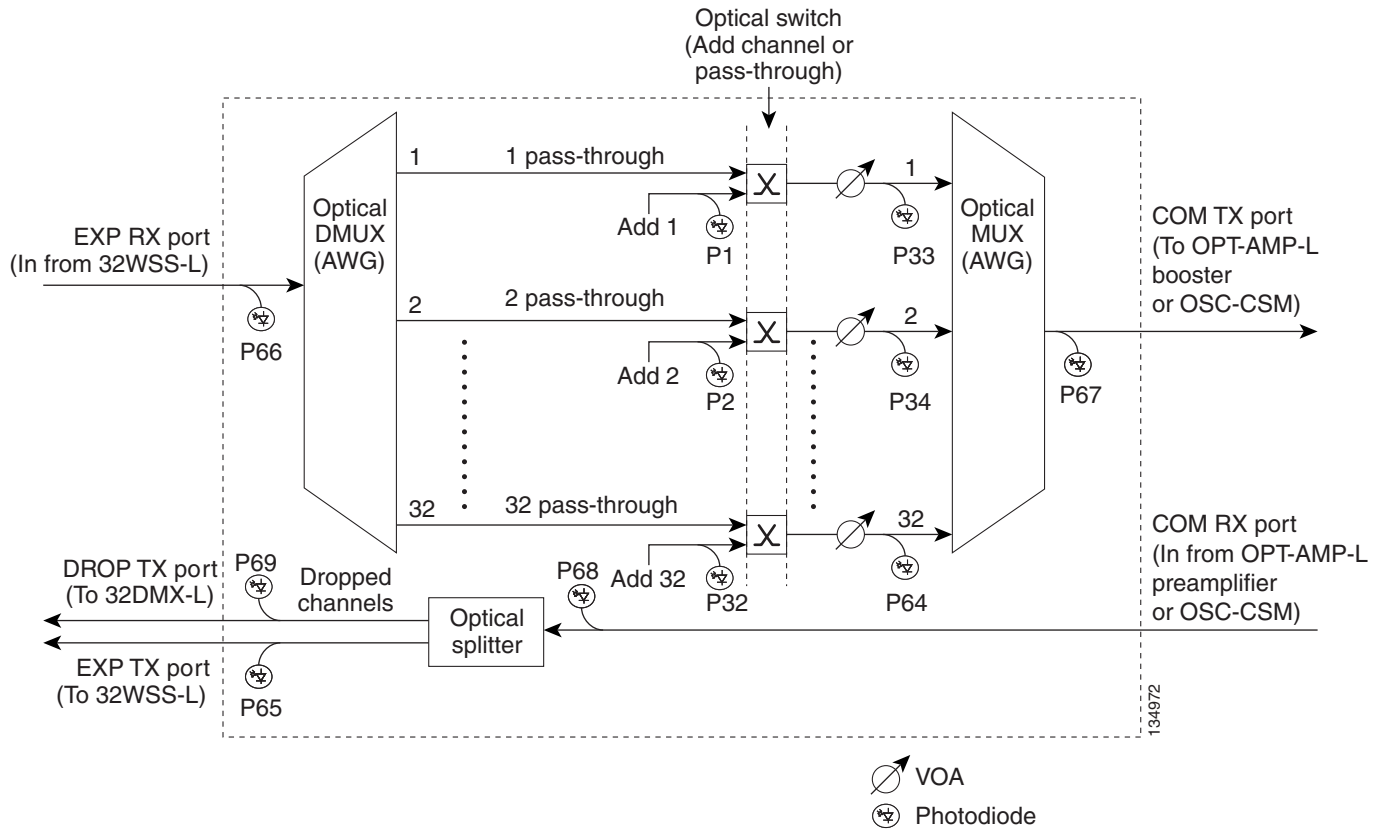 Optical switch
(Add channel or
pass-through)
1
1 pass-through
1
Optical
DMUX
(AWG)
Add 1
P1
P33
Optical
MUX
(AWG)
COM TX port
(To OPT-AMP-L
booster
or OSC-CSM)
EXP RX port
(In from 32WSS-L)
P66
2
2 pass-through
2
Add 2
P2
P34
P67
32
32 pass-through
32
Add 32
P32
P64
COM RX port
(In from OPT-AMP-L
preamplifier
or OSC-CSM)
DROP TX port
(To 32DMX-L)
P69
Dropped
channels
P68
Optical
splitter
EXP TX port
(To 32WSS-L)
P65
134972
VOA
Photodiode